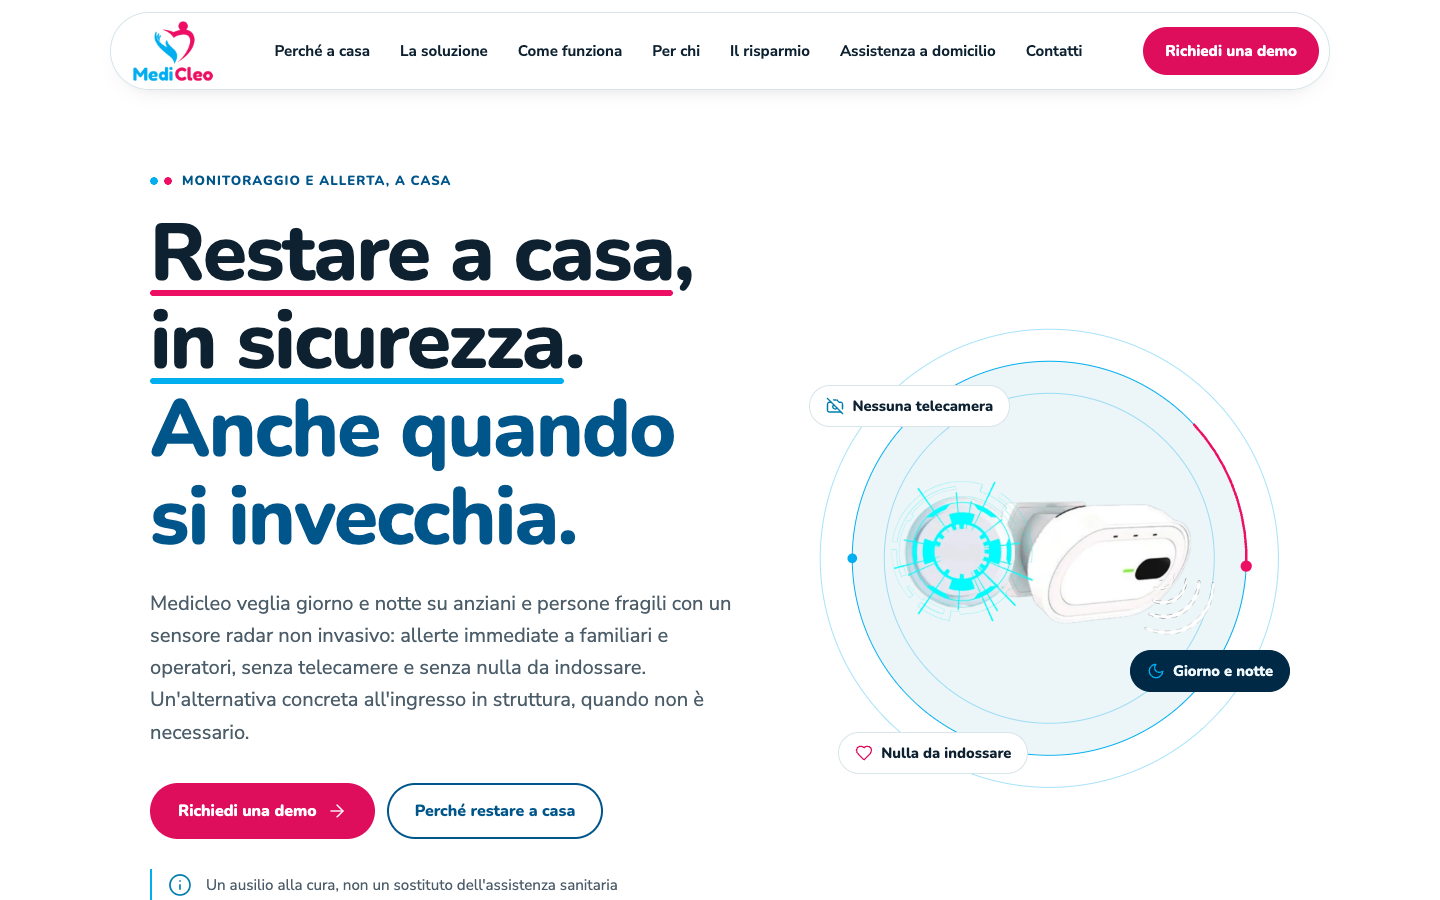 MediCleo
Perché a casa
La soluzione
Come funziona
Per chi
Il risparmio
Assistenza a domicilio
Contatti
Richiedi una demo
MONITORAGGIO E ALLERTA, A CASA
Restare a casa,
in sicurezza.
Anche quando
si invecchia.
Medicleo veglia giorno e notte su anziani e persone fragili con un
sensore radar non invasivo: allerte immediate a familiari e
operatori, senza telecamere e senza nulla da indossare.
Un'alternativa concreta all'ingresso in struttura, quando non è
necessario.
Richiedi una demo
Perché restare a casa
Un ausilio alla cura, non un sostituto dell'assistenza sanitaria
Nessuna telecamera
Giorno e notte
Nulla da indossare